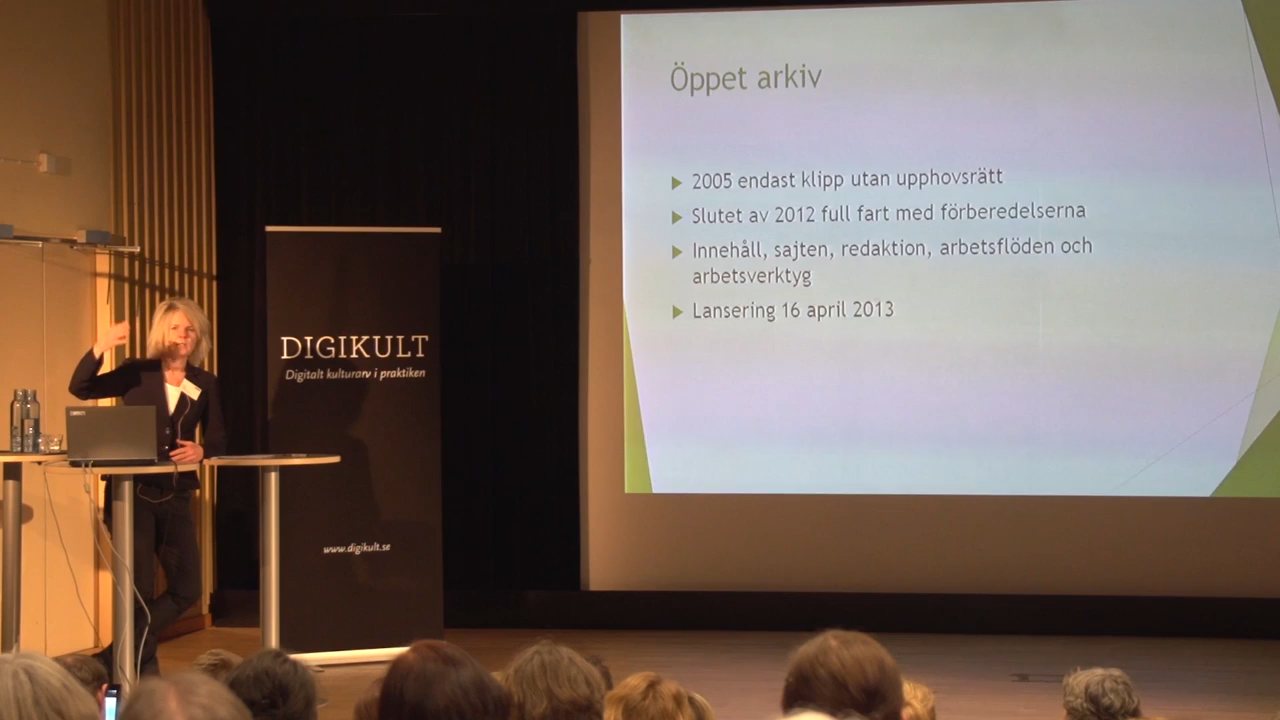 Öppet arkiv
2005 endast klipp utan upphovsrätt
Slutet av 2012 full fart med förberedelserna
Innehåll, sajten, redaktion, arbetsflöden och
arbetsverktyg
Lansering 16 april 2013
DIGIKULT
Digitalt kulturarv i praktiken
www.digikult.se